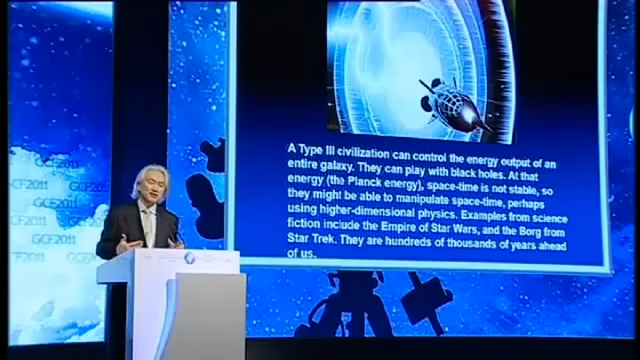 A Type III civilization can control the energy output of an
entire galaxy. They can play with black holes. At that
energy (the Planck energy), space-time is not stable, so
they might be able to manipulate space-time, perhaps
using higher-dimensional physics. Examples from science
fiction include the Empire of Star Wars, and the Borg from
Star Trek. They are hundreds of thousands of years ahead
of us.
GCF2011
GCF2011
GCF2011